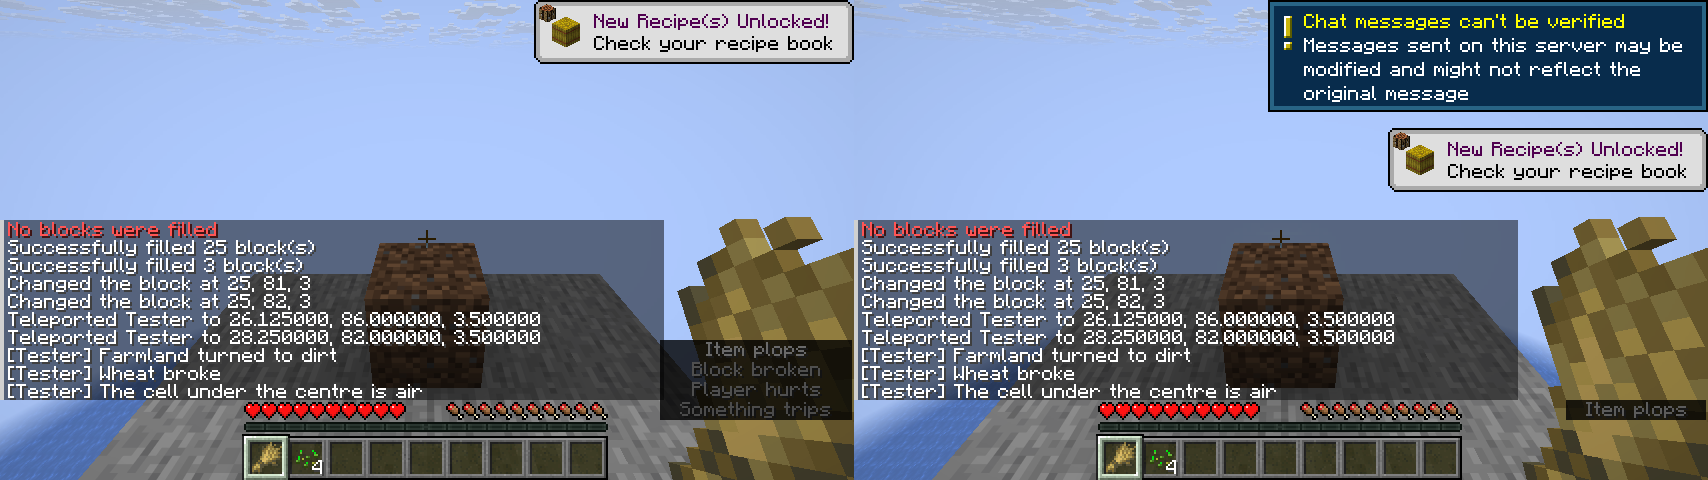 New Recipe(s) Unlocked!
Check your recipe book
No blocks were filled
Successfully filled 25 block(s)
Successfully filled 3 block(s)
Changed the block at 25, 81, 3
Changed the block at 25, 82, 3
Teleported Tester to 26.125000, 86.000000, 3.500000
Teleported Tester to 28.250000, 82.000000, 3.500000
[Tester] Farmland turned to dirt
[Tester] Wheat broke
[Tester] The cell under the centre is air
Item plops
Block broken
Player hurts
Something trips
4
Chat messages can't be verified
Messages sent on this server may be
modified and might not reflect the
original message
New Recipe(s) Unlocked!
Check your recipe book
No blocks were filled
Successfully filled 25 block(s)
Successfully filled 3 block(s)
Changed the block at 25, 81, 3
Changed the block at 25, 82, 3
Teleported Tester to 26.125000, 86.000000, 3.500000
Teleported Tester to 28.250000, 82.000000, 3.500000
[Tester] Farmland turned to dirt
[Tester] Wheat broke
[Tester] The cell under the centre is air
Item plops
4